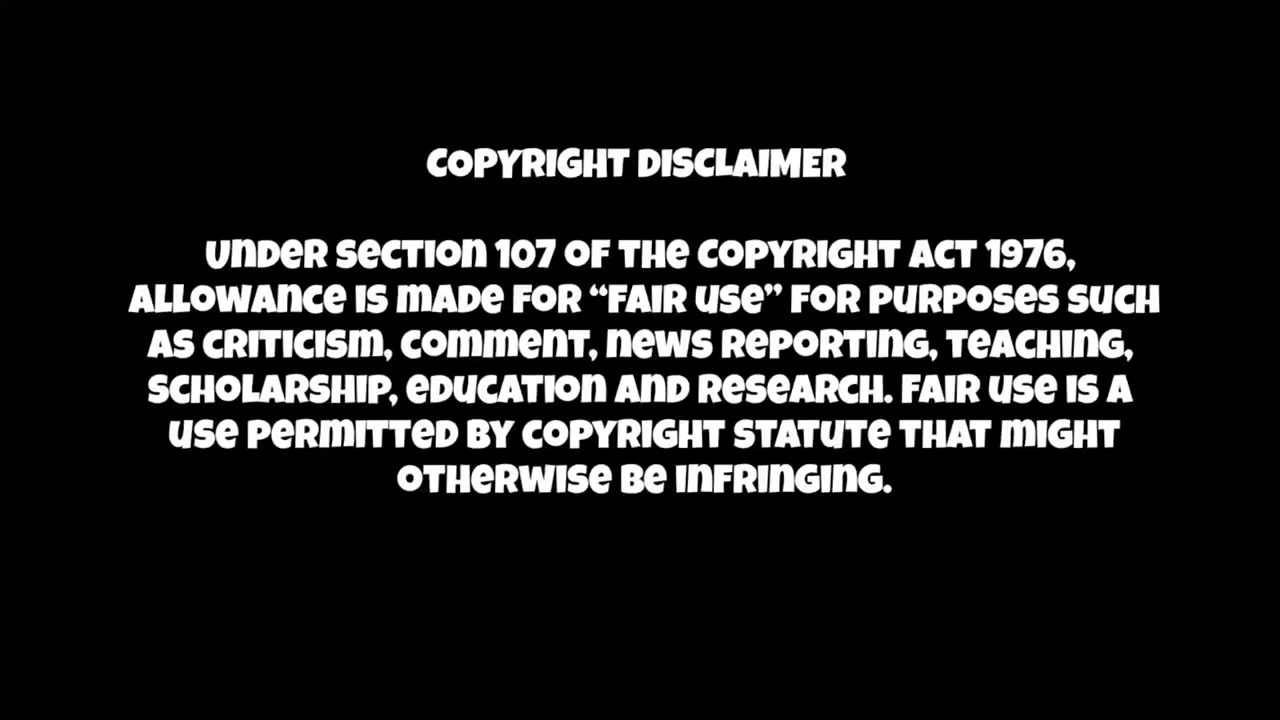 COPYRIGHT DISCLAIMER
UNDER SECTION 107 OF THE COPYRIGHT ACT 1976,
ALLOWANCE IS MADE FOR “FAIR USE” FOR PURPOSES SUCH
AS CRITICISM, COMMENT, NEWS REPORTING, TEACHING,
SCHOLARSHIP, EDUCATION AND RESEARCH. FAIR USE IS A
USE PERMITTED BY COPYRIGHT STATUTE THAT MIGHT
OTHERWISE BE INFRINGING.